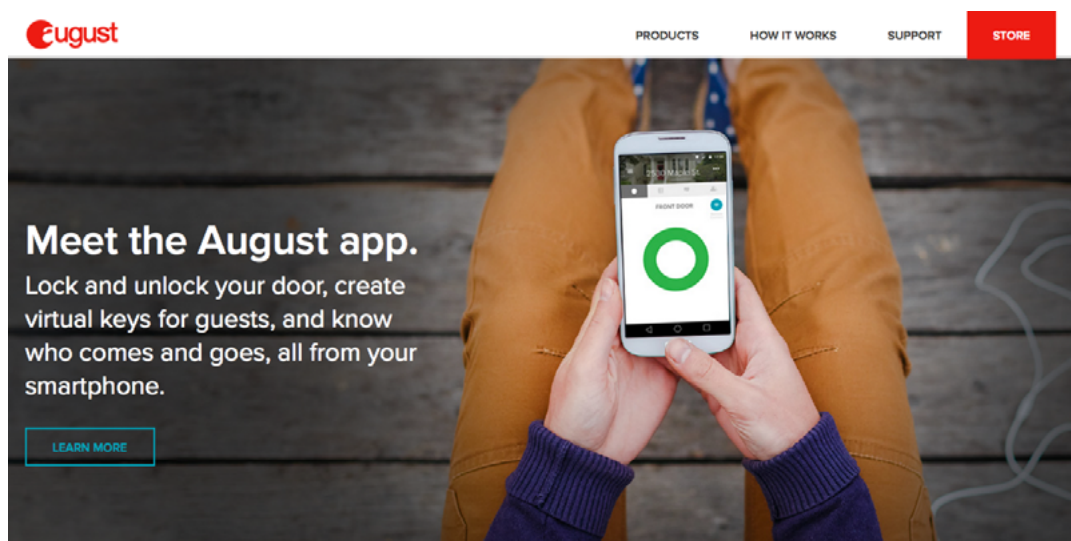 august
PRODUCTS HOW IT WORKS SUPPORT STORE
FRONT DOOR
Meet the August app.
Lock and unlock your door, create
virtual keys for guests, and know
who comes and goes, all from your
smartphone.
LEARN MORE